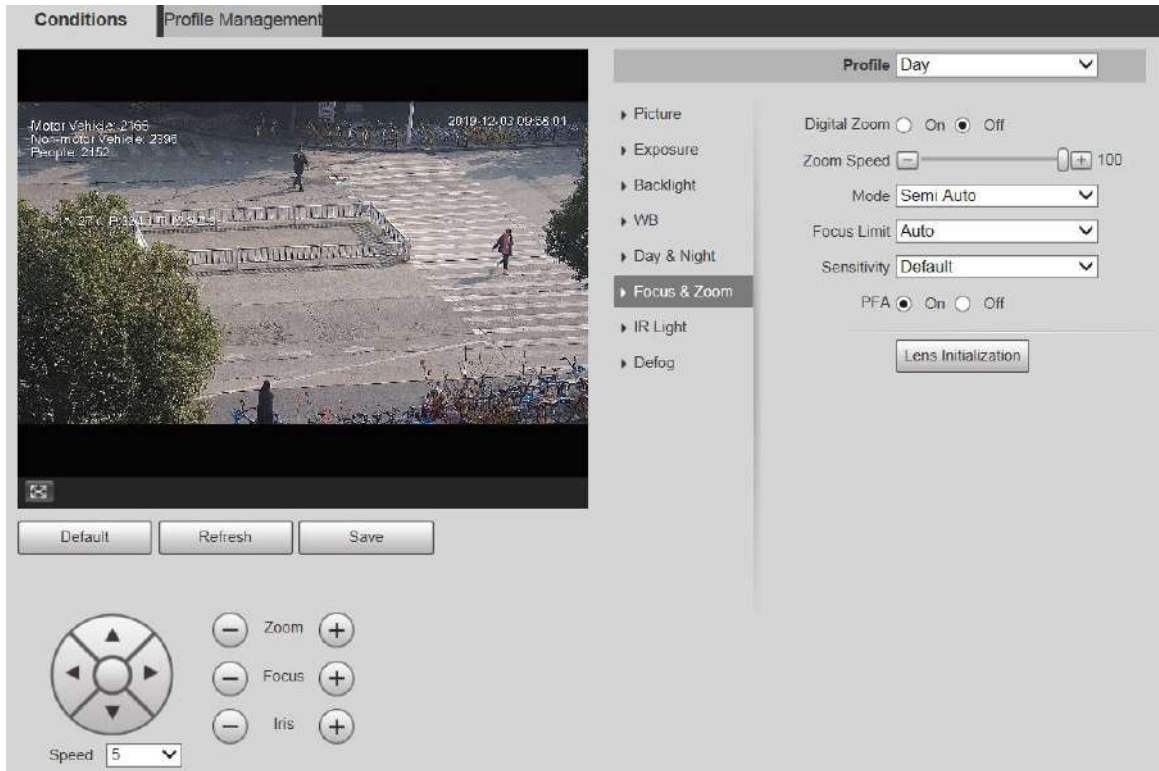 Conditions
Profile Management
Motor Vehicle: 2166
Non-motor Vehicle: 2396
People: 2152
2019-12-03 09:58:01
Default
Refresh
Save
Zoom
Focus
Iris
Speed 5
Profile Day
Picture
Exposure
Backlight
WB
Day & Night
Focus & Zoom
IR Light
Defog
Digital Zoom On Off
Zoom Speed 100
Mode Semi Auto
Focus Limit Auto
Sensitivity Default
PFA On Off
Lens Initialization